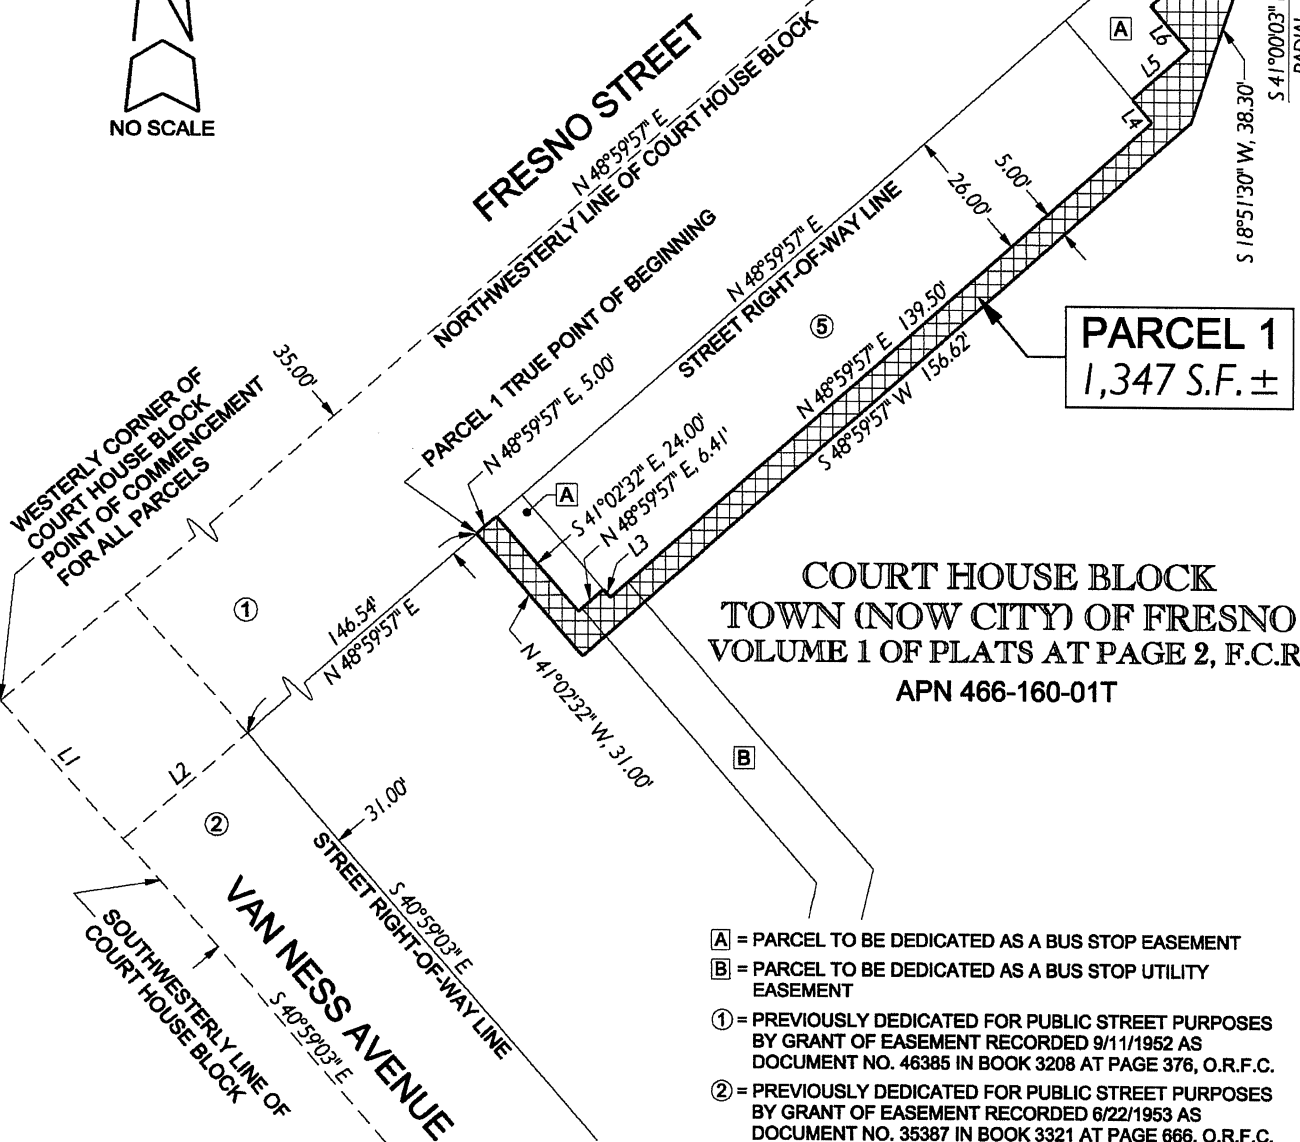 NO SCALE
FRESNO STREET
N 48°59'57" E
NORTHWESTERLY LINE OF COURT HOUSE BLOCK
A
L6
L5
L4
S 41°00'03"
RADIAL
S 18°51'30" W, 38.30'
5.00'
26.00'
N 48°59'57" E
STREET RIGHT-OF-WAY LINE
5
PARCEL 1 TRUE POINT OF BEGINNING
N 48°59'57" E, 5.00'
35.00'
WESTERLY CORNER OF
COURT HOUSE BLOCK
POINT OF COMMENCEMENT
FOR ALL PARCELS
N 48°59'57" E 139.50'
S 48°59'57" W 156.62'
PARCEL 1
1,347 S.F. ±
A
S 41°02'32" E, 24.00'
N 48°59'57" E, 6.41'
L3
1
146.54'
N 48°59'57" E
N 41°02'32" W, 31.00'
COURT HOUSE BLOCK
TOWN (NOW CITY) OF FRESNO
VOLUME 1 OF PLATS AT PAGE 2, F.C.R
APN 466-160-01T
B
L1
L2
2
31.00'
S 40°59'03" E
STREET RIGHT-OF-WAY LINE
VAN NESS AVENUE
S 40°59'03" E
SOUTHWESTERLY LINE OF
COURT HOUSE BLOCK
A = PARCEL TO BE DEDICATED AS A BUS STOP EASEMENT
B = PARCEL TO BE DEDICATED AS A BUS STOP UTILITY
EASEMENT
1 = PREVIOUSLY DEDICATED FOR PUBLIC STREET PURPOSES
BY GRANT OF EASEMENT RECORDED 9/11/1952 AS
DOCUMENT NO. 46385 IN BOOK 3208 AT PAGE 376, O.R.F.C.
2 = PREVIOUSLY DEDICATED FOR PUBLIC STREET PURPOSES
BY GRANT OF EASEMENT RECORDED 6/22/1953 AS
DOCUMENT NO. 35387 IN BOOK 3321 AT PAGE 666, O.R.F.C.